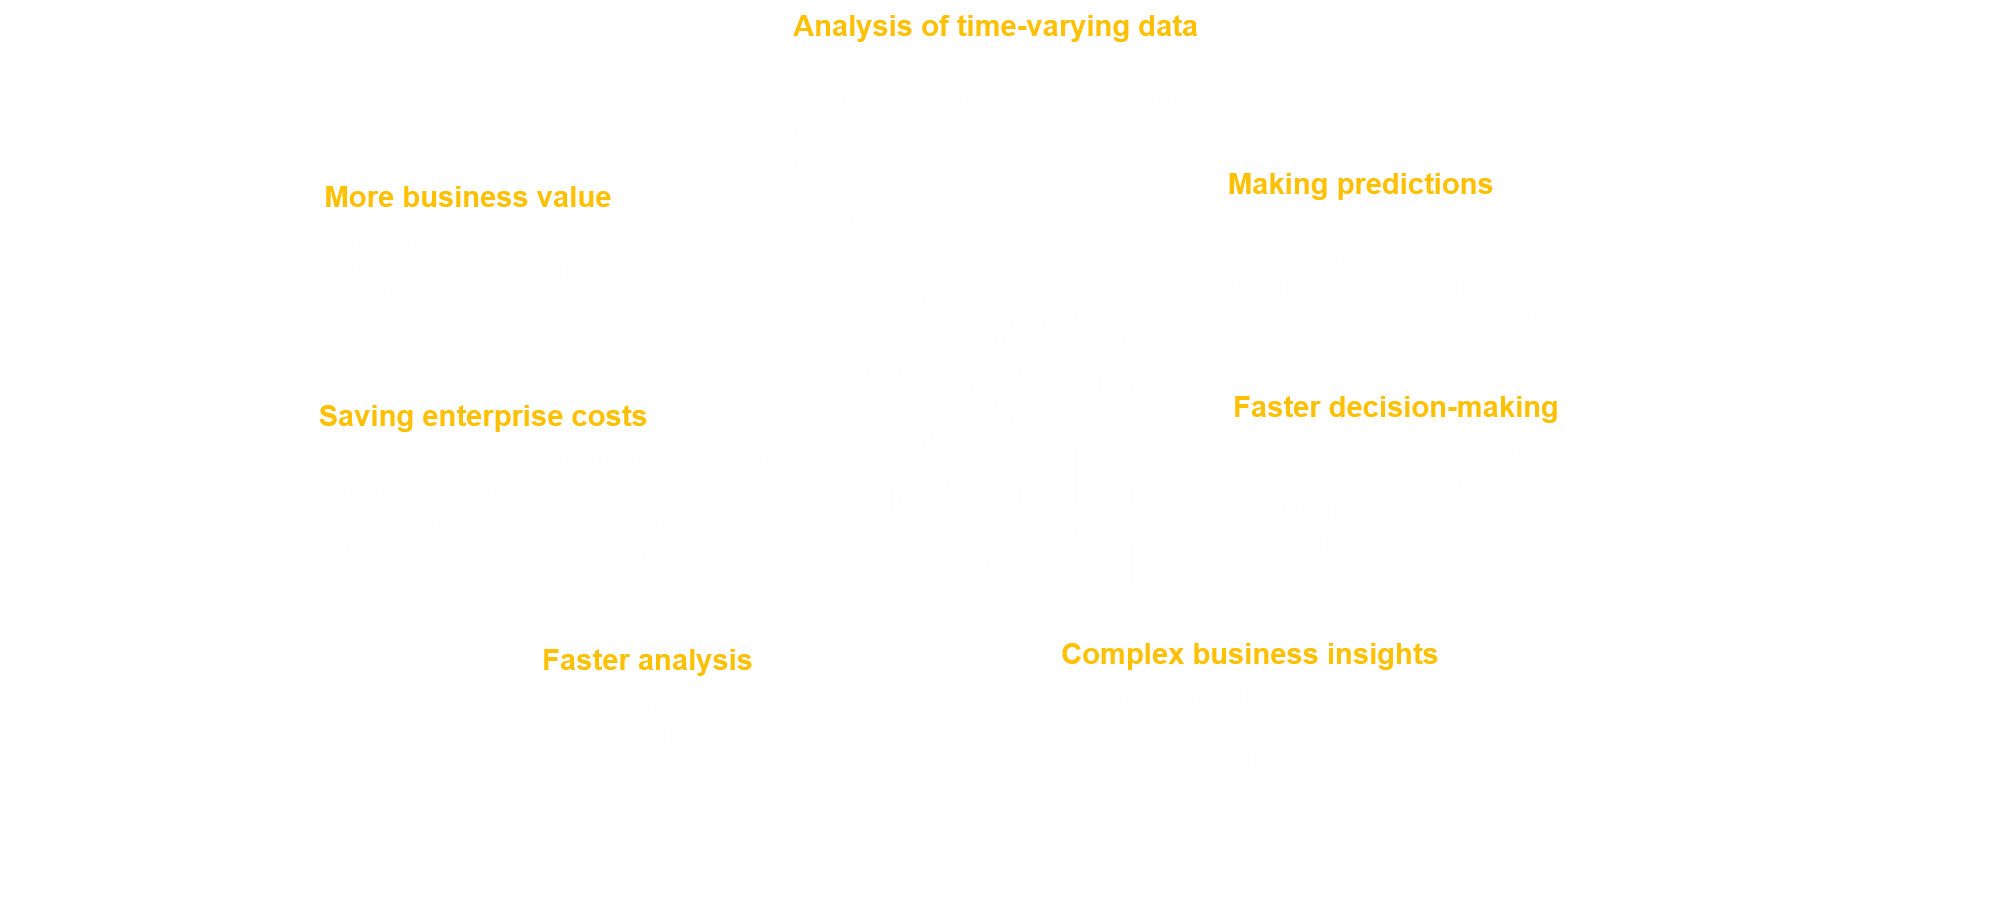 Analysis of time-varying data
More business value
Making predictions
Saving enterprise costs
Faster decision-making
Faster analysis
Complex business insights